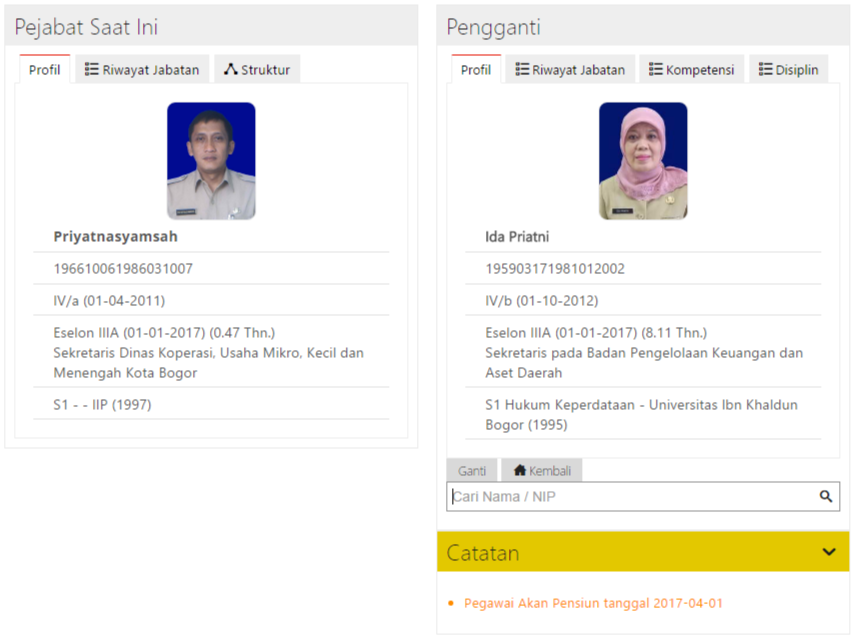 Pejabat Saat Ini
Profil
Riwayat Jabatan
Struktur
Priyatnasyamsah
196610061986031007
IV/a (01-04-2011)
Eselon IIIA (01-01-2017) (0.47 Thn.)
Sekretaris Dinas Koperasi, Usaha Mikro, Kecil dan
Menengah Kota Bogor
S1 - - IIP (1997)
Pengganti
Profil
Riwayat Jabatan
Kompetensi
Disiplin
Ida Priatni
195903171981012002
IV/b (01-10-2012)
Eselon IIIA (01-01-2017) (8.11 Thn.)
Sekretaris pada Badan Pengelolaan Keuangan dan
Aset Daerah
S1 Hukum Keperdataan - Universitas Ibn Khaldun
Bogor (1995)
Ganti
Kembali
Cari Nama / NIP
Catatan
Pegawai Akan Pensiun tanggal 2017-04-01